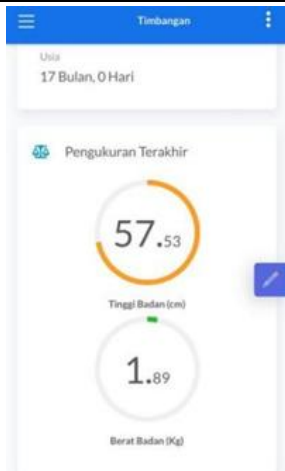 Timbangan
Usia
17 Bulan, 0 Hari
Pengukuran Terakhir
57.53
Tinggi Badan (cm)
1.89
Berat Badan (Kg)